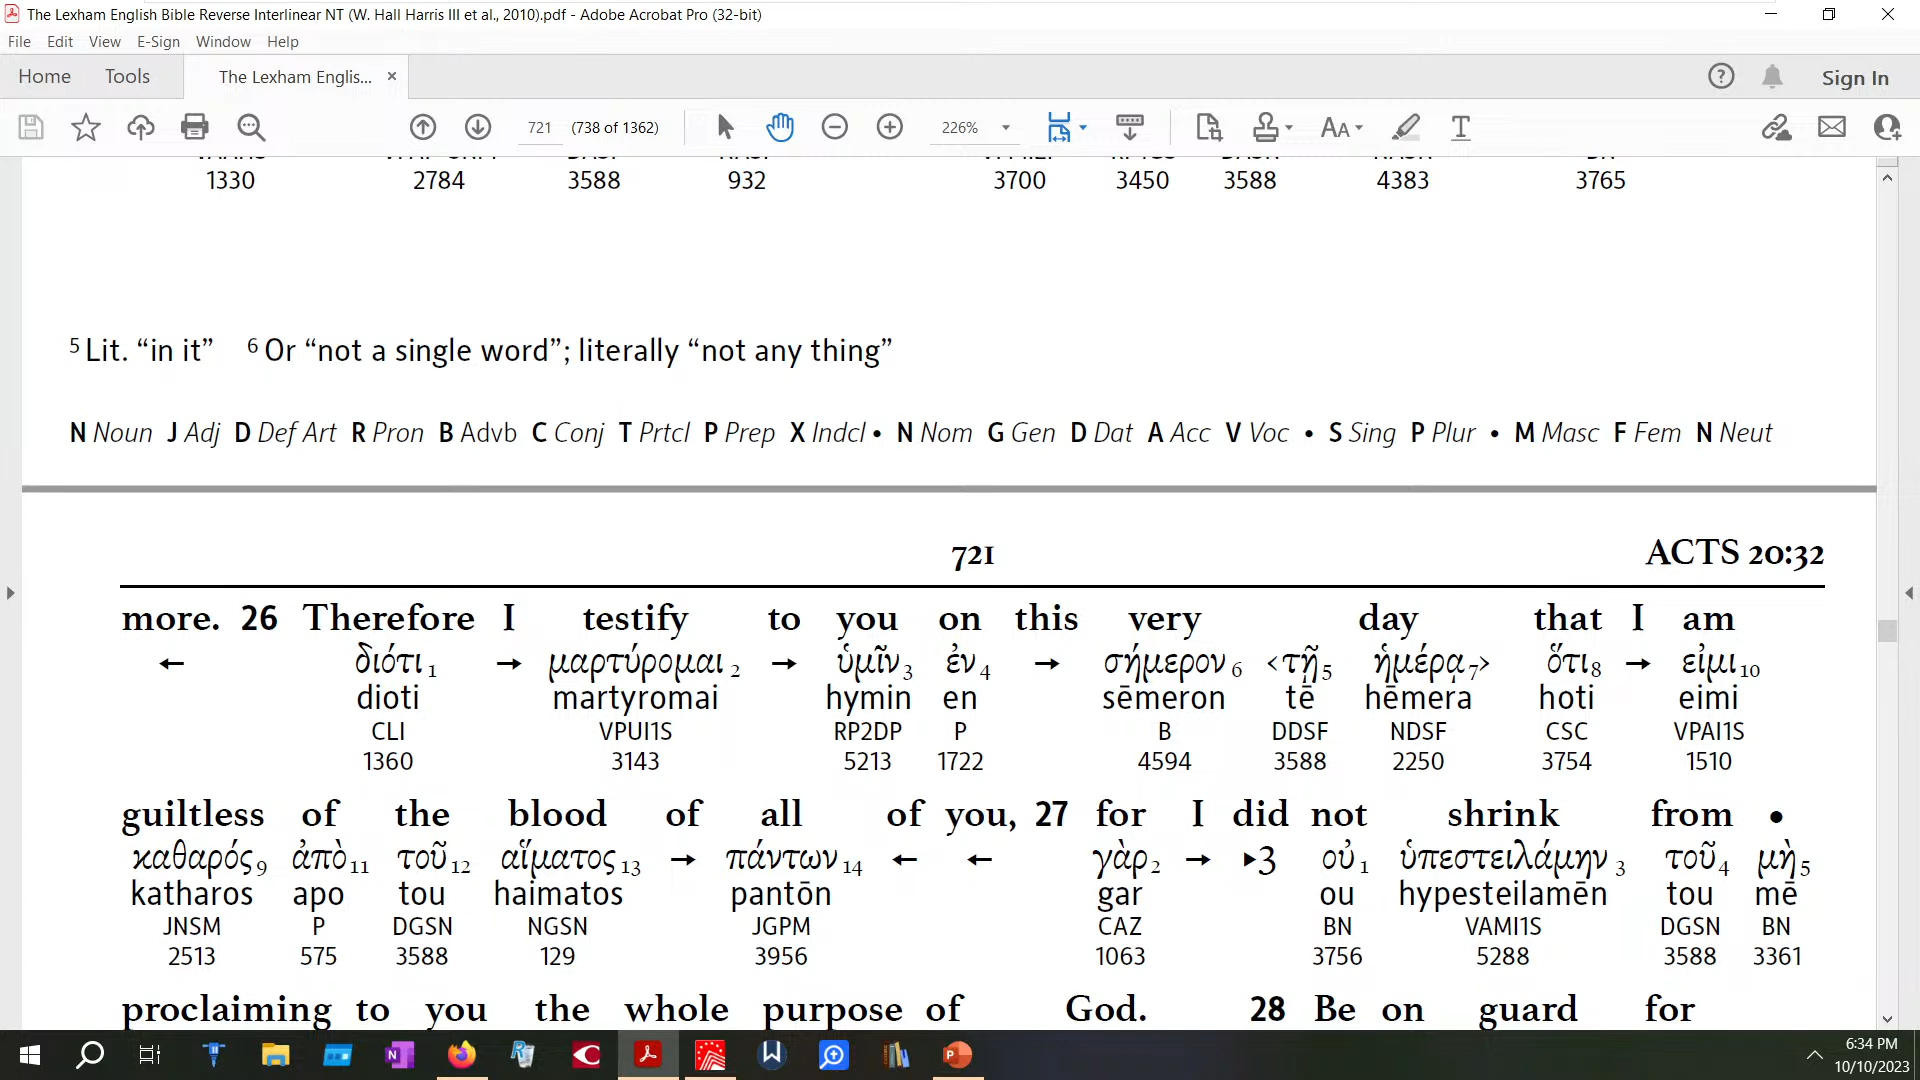 The Lexham English Bible Reverse Interlinear NT (W. Hall Harris III et al., 2010).pdf - Adobe Acrobat Pro (32-bit)
File Edit View E-Sign Window Help
Home Tools The Lexham Englis... × Sign In
721 (738 of 1362) 226%
1330 2784 3588 932 3700 3450 3588 4383 3765
5 Lit. “in it” 6 Or “not a single word”; literally “not any thing”
N Noun J Adj D Def Art R Pron B Advb C Conj T Prtcl P Prep X Indcl • N Nom G Gen D Dat A Acc V Voc • S Sing P Plur • M Masc F Fem N Neut
721 ACTS 20:32
more. 26 Therefore I testify to you on this very day that I am
← διότι1 → μαρτύρομαι2 → ὑμῖν3 ἐν4 → σήμερον6 ‹τῇ5 ἡμέρᾳ7› ὅτι8 → εἰμι10
dioti martyromai hymin en sēmeron tē hēmera hoti eimi
CLI VPUI1S RP2DP P B DDSF NDSF CSC VPAI1S
1360 3143 5213 1722 4594 3588 2250 3754 1510
guiltless of the blood of all of you, 27 for I did not shrink from •
καθαρός9 ἀπὸ11 τοῦ12 αἵματος13 → πάντων14 ← ← γὰρ2 → ▸3 οὐ1 ὑπεστειλάμην3 τοῦ4 μὴ5
katharos apo tou haimatos pantōn gar ou hypesteilamēn tou mē
JNSM P DGSN NGSN JGPM CAZ BN VAMI1S DGSN BN
2513 575 3588 129 3956 1063 3756 5288 3588 3361
proclaiming to you the whole purpose of God. 28 Be on guard for
6:34 PM
10/10/2023